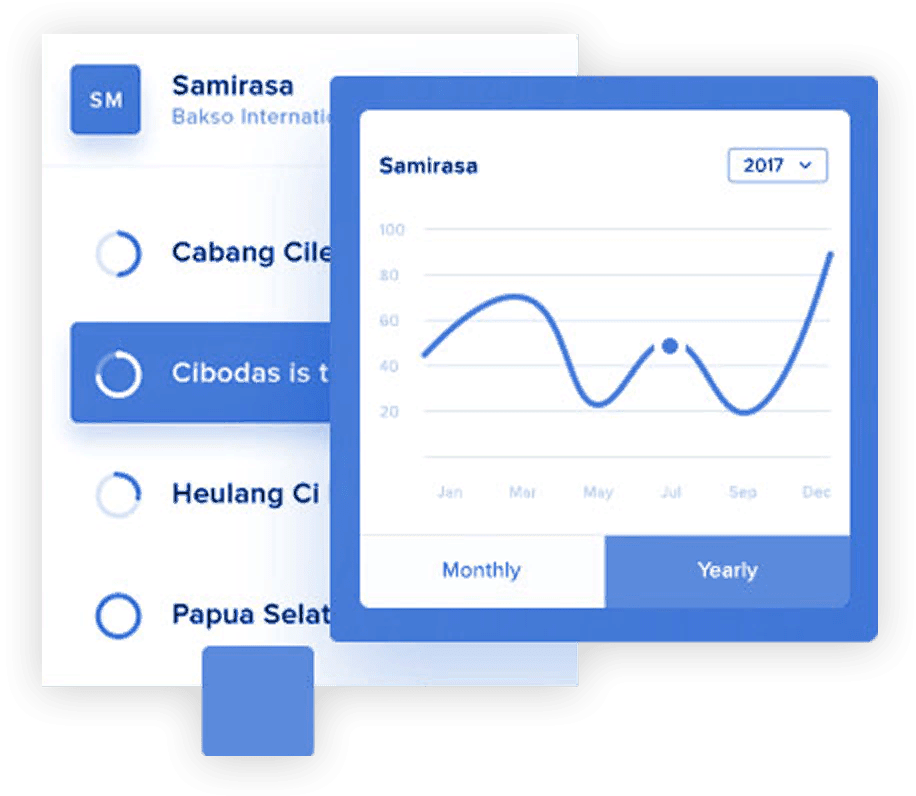 SM
Samirasa
Bakso Internati
Cabang Cile
Cibodas is t
Heulang Ci
Papua Selat
Samirasa
2017
100
80
60
40
20
Jan Mar May Jul Sep Dec
Monthly Yearly